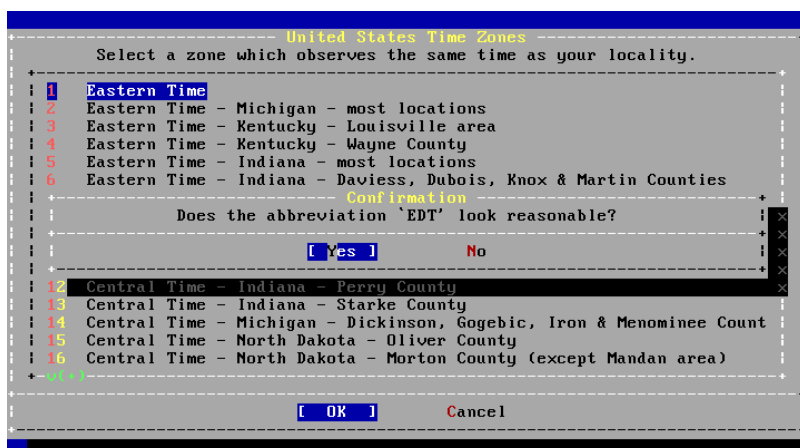 United States Time Zones
Select a zone which observes the same time as your locality.
1 Eastern Time
2 Eastern Time - Michigan - most locations
3 Eastern Time - Kentucky - Louisville area
4 Eastern Time - Kentucky - Wayne County
5 Eastern Time - Indiana - most locations
6 Eastern Time - Indiana - Daviess, Dubois, Knox & Martin Counties
Confirmation
Does the abbreviation `EDT' look reasonable?
[ Yes ] No
12 Central Time - Indiana - Perry County
13 Central Time - Indiana - Starke County
14 Central Time - Michigan - Dickinson, Gogebic, Iron & Menominee Count
15 Central Time - North Dakota - Oliver County
16 Central Time - North Dakota - Morton County (except Mandan area)
v(+)
[ OK ] Cancel